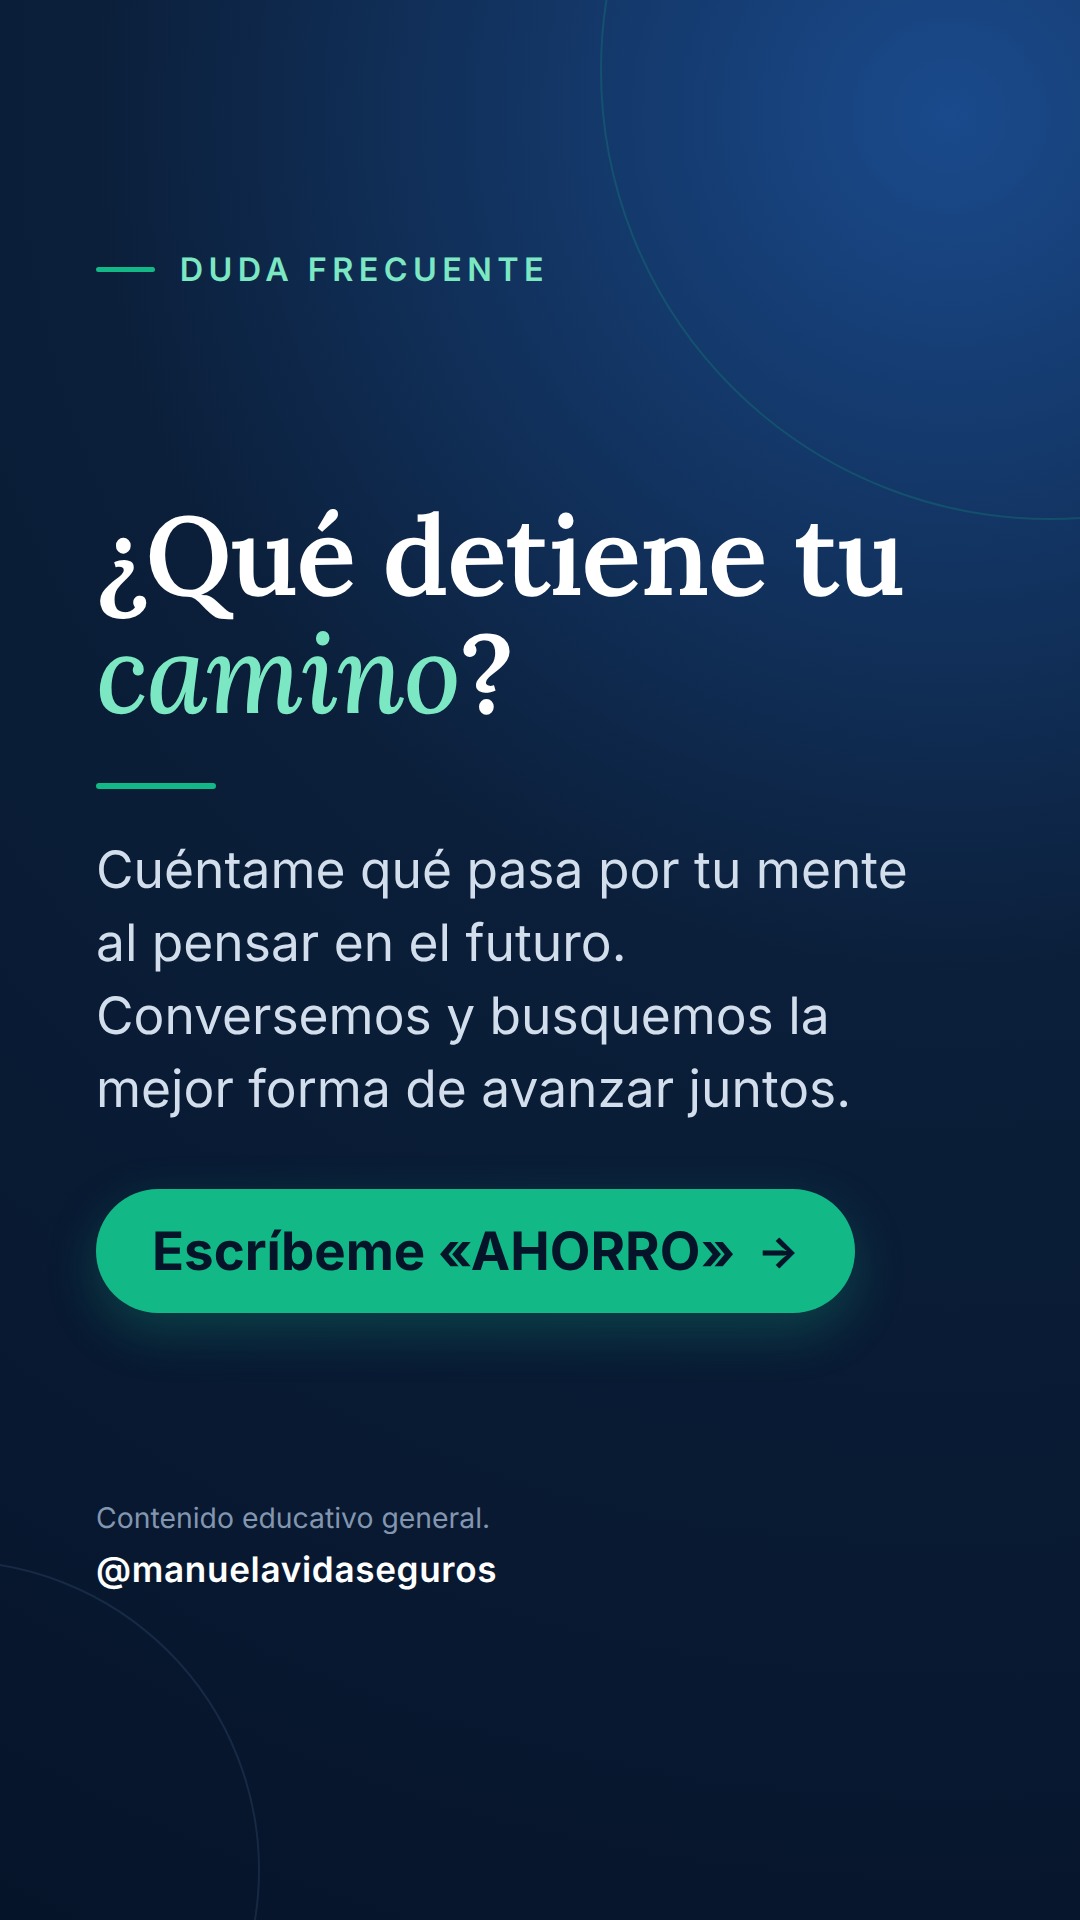 DUDA FRECUENTE
¿Qué detiene tu
camino?
Cuéntame qué pasa por tu mente
al pensar en el futuro.
Conversemos y busquemos la
mejor forma de avanzar juntos.
Escríbeme «AHORRO» →
Contenido educativo general.
@manuelavidaseguros